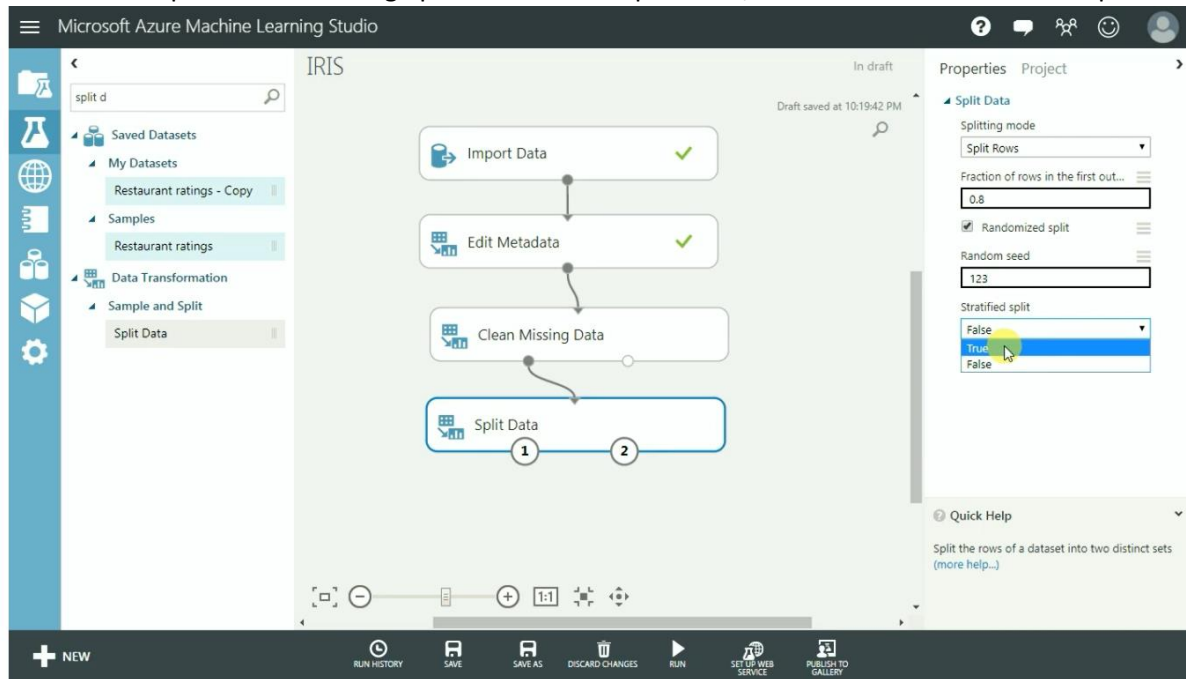 Microsoft Azure Machine Learning Studio
split d
Saved Datasets
My Datasets
Restaurant ratings - Copy
Samples
Restaurant ratings
Data Transformation
Sample and Split
Split Data
IRIS
In draft
Draft saved at 10:19:42 PM
Import Data
Edit Metadata
Clean Missing Data
Split Data
1
2
1:1
Properties Project
Split Data
Splitting mode
Split Rows
Fraction of rows in the first out...
0.8
Randomized split
Random seed
123
Stratified split
False
True
False
Quick Help
Split the rows of a dataset into two distinct sets
(more help...)
NEW
RUN HISTORY
SAVE
SAVE AS
DISCARD CHANGES
RUN
SET UP WEB
SERVICE
PUBLISH TO
GALLERY